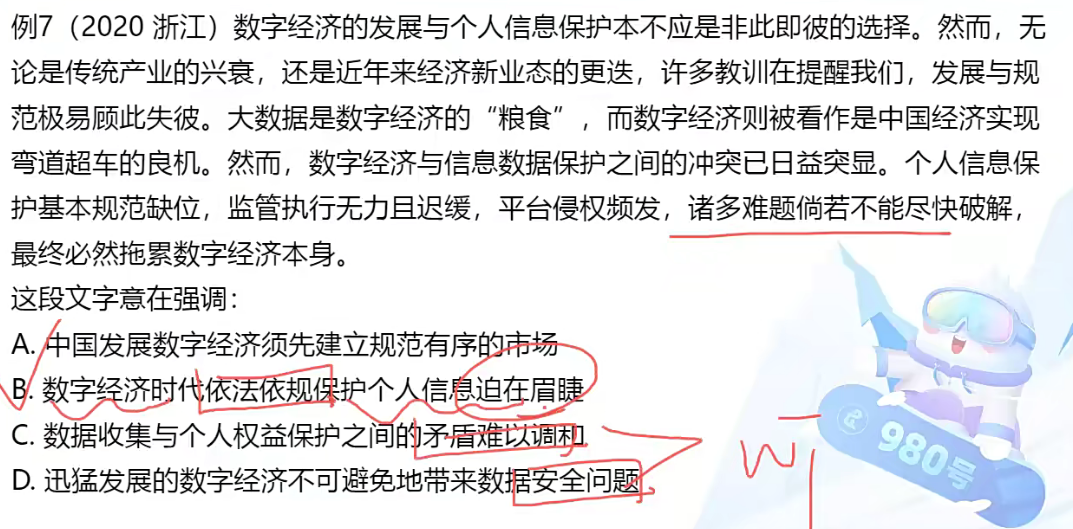 例7（2020 浙江）数字经济的发展与个人信息保护本不应是非此即彼的选择。然而，无
论是传统产业的兴衰，还是近年来经济新业态的更迭，许多教训在提醒我们，发展与规
范极易顾此失彼。大数据是数字经济的“粮食”，而数字经济则被看作是中国经济实现
弯道超车的良机。然而，数字经济与信息数据保护之间的冲突已日益突显。个人信息保
护基本规范缺位，监管执行无力且迟缓，平台侵权频发，诸多难题倘若不能尽快破解，
最终必然拖累数字经济本身。
这段文字意在强调：
A. 中国发展数字经济须先建立规范有序的市场
B. 数字经济时代依法依规保护个人信息迫在眉睫
C. 数据收集与个人权益保护之间的矛盾难以调和
D. 迅猛发展的数字经济不可避免地带来数据安全问题
980号